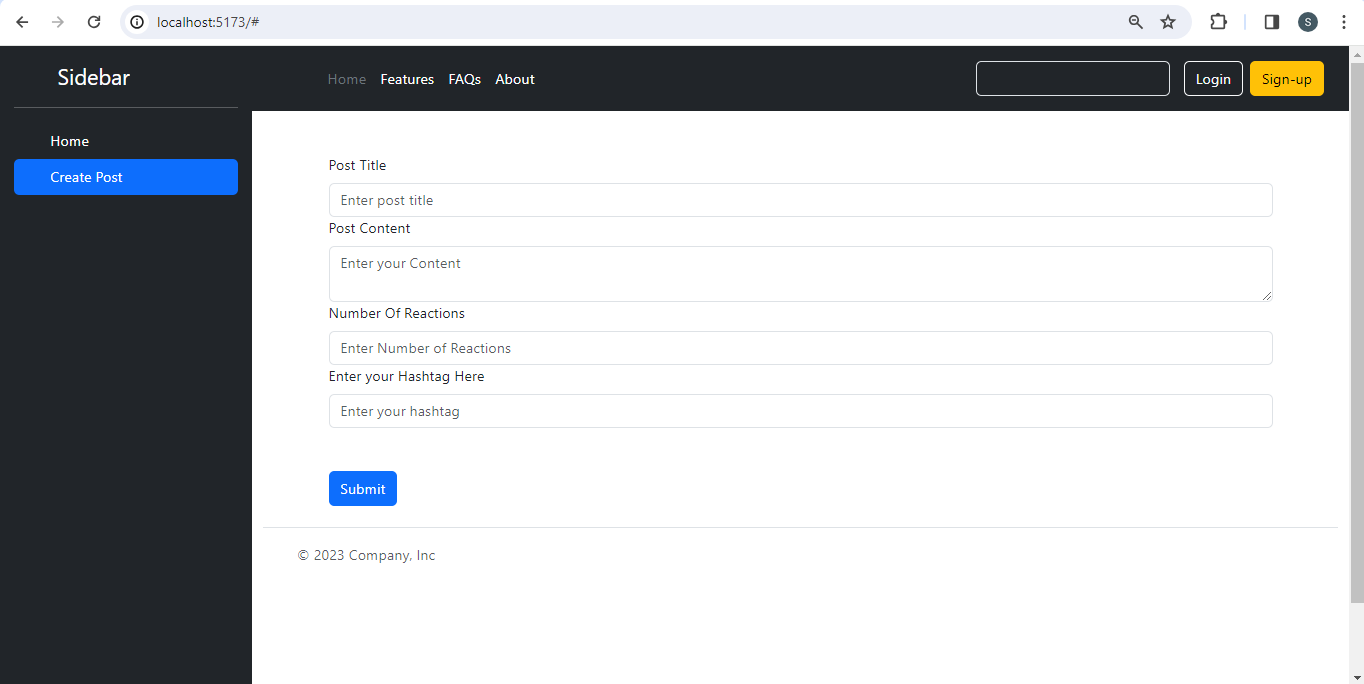 localhost:5173/#
S
Sidebar
Home Features FAQs About
Login Sign-up
Home
Create Post
Post Title
Enter post title
Post Content
Enter your Content
Number Of Reactions
Enter Number of Reactions
Enter your Hashtag Here
Enter your hashtag
Submit
© 2023 Company, Inc